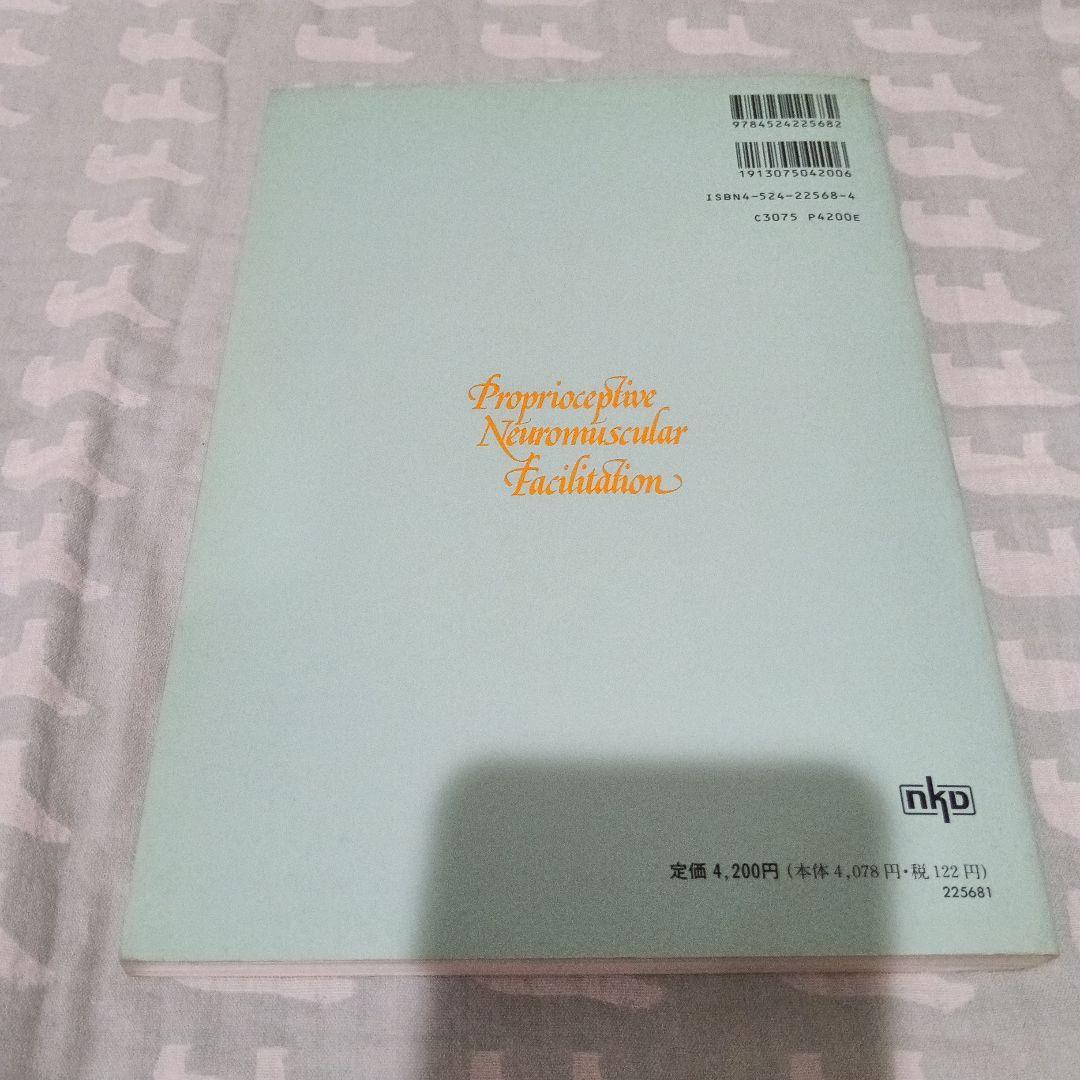 9784524225682
1913075042006
ISBN4-524-22568-4
C3075 P4200E
Proprioceptive
Neuromuscular
Facilitation
nkD
定価 4,200円 (本体 4,078円・税 122円)
225681